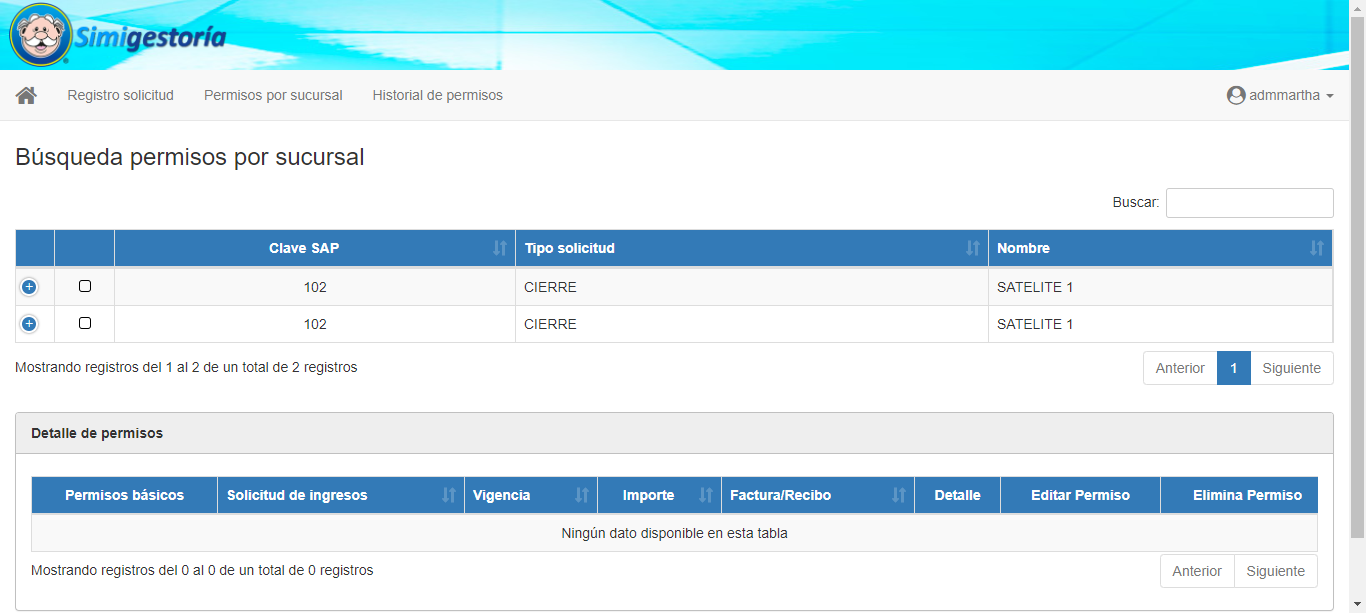 Simigestoría
Registro solicitud Permisos por sucursal Historial de permisos admmartha
Búsqueda permisos por sucursal
Buscar:
Clave SAP Tipo solicitud Nombre
102 CIERRE SATELITE 1
102 CIERRE SATELITE 1
Mostrando registros del 1 al 2 de un total de 2 registros Anterior 1 Siguiente
Detalle de permisos
Permisos básicos Solicitud de ingresos Vigencia Importe Factura/Recibo Detalle Editar Permiso Elimina Permiso
Ningún dato disponible en esta tabla
Mostrando registros del 0 al 0 de un total de 0 registros Anterior Siguiente